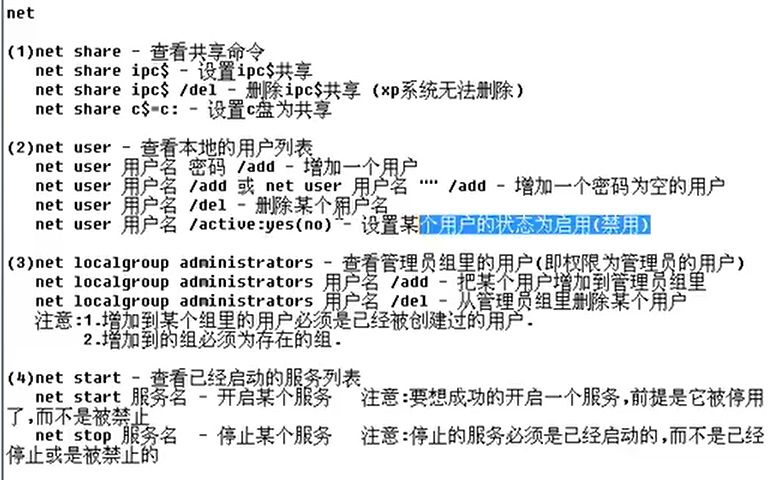 net
(1)net share - 查看共享命令
net share ipc$ - 设置ipc$共享
net share ipc$ /del - 删除ipc$共享 (xp系统无法删除)
net share c$=c: - 设置c盘为共享
(2)net user - 查看本地的用户列表
net user 用户名 密码 /add - 增加一个用户
net user 用户名 /add 或 net user 用户名 "" /add - 增加一个密码为空的用户
net user 用户名 /del - 删除某个用户名
net user 用户名 /active:yes(no) - 设置某个用户的状态为启用(禁用)
(3)net localgroup administrators - 查看管理员组里的用户(即权限为管理员的用户)
net localgroup administrators 用户名 /add - 把某个用户增加到管理员组里
net localgroup administrators 用户名 /del - 从管理员组里删除某个用户
注意:1.增加到某个组里的用户必须是已经被创建过的用户.
2.增加到的组必须为存在的组.
(4)net start - 查看已经启动的服务列表
net start 服务名 - 开启某个服务 注意:要想成功的开启一个服务,前提是它被停用
了,而不是被禁止
net stop 服务名 - 停止某个服务 注意:停止的服务必须是已经启动的,而不是已经
停止或是被禁止的